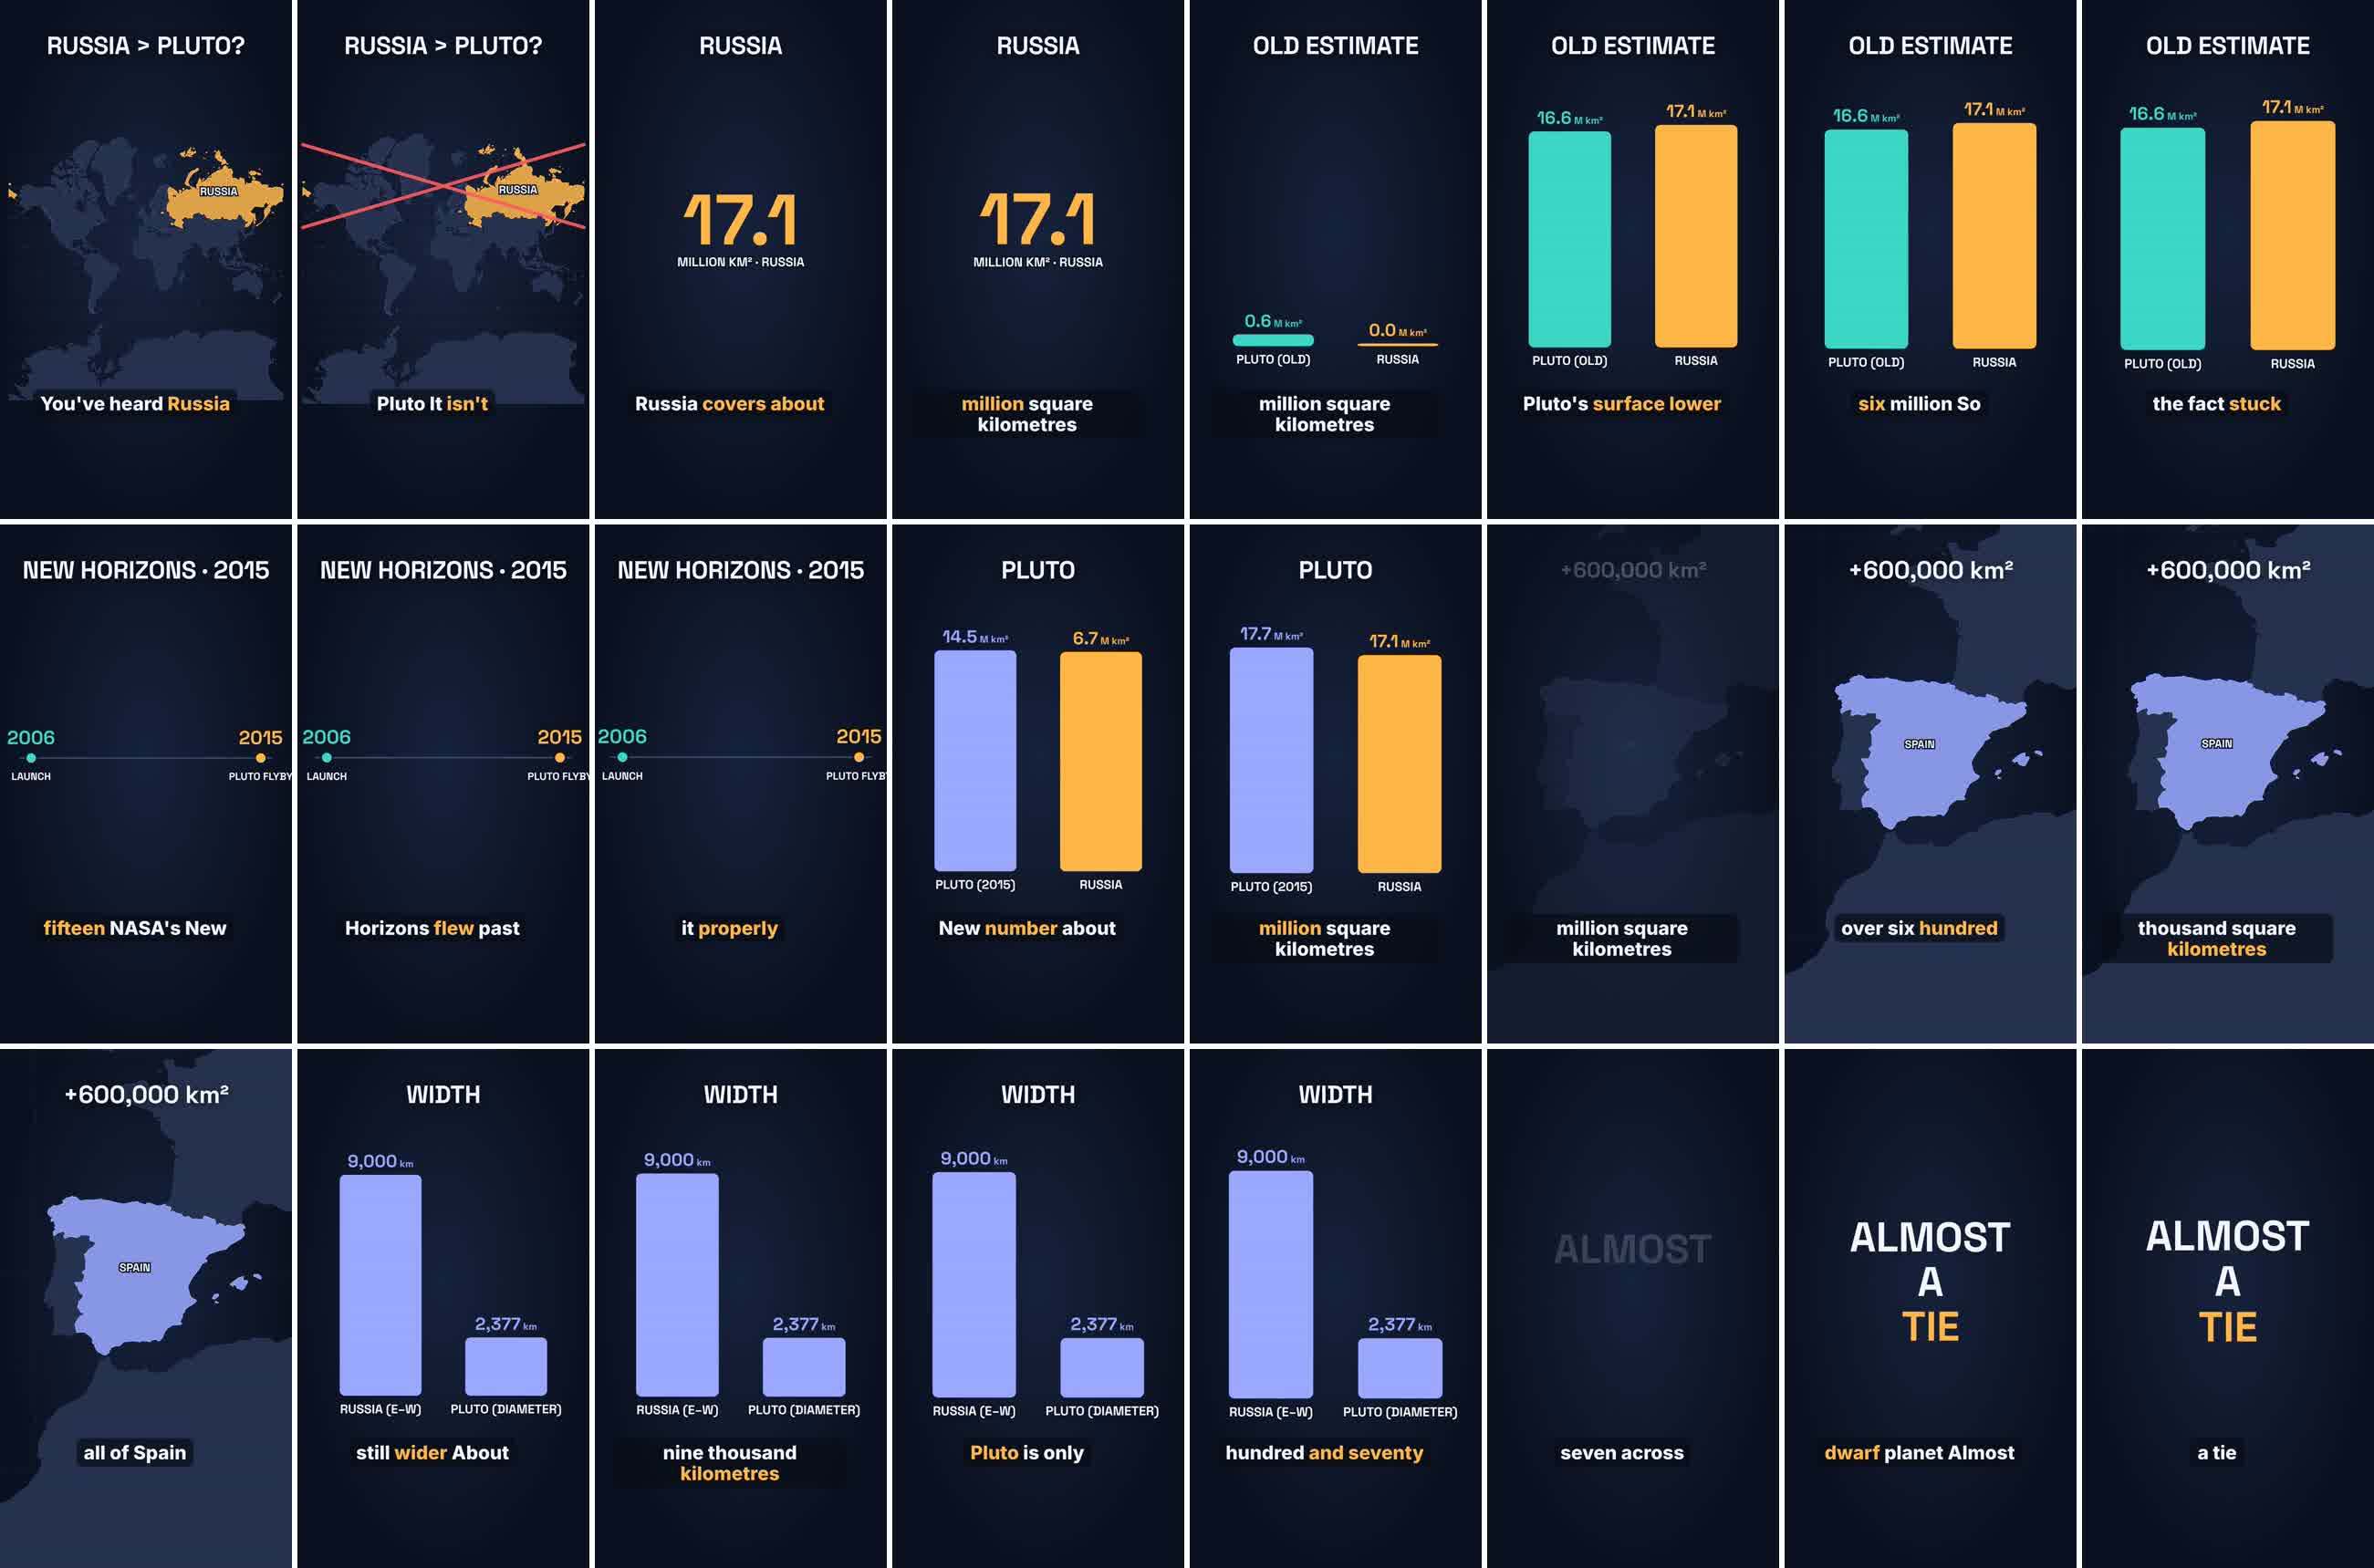 RUSSIA > PLUTO?
RUSSIA
You've heard Russia
RUSSIA > PLUTO?
RUSSIA
Pluto It isn't
RUSSIA
17.1
MILLION KM² · RUSSIA
Russia covers about
RUSSIA
17.1
MILLION KM² · RUSSIA
million square
kilometres
OLD ESTIMATE
0.6 M km²
0.0 M km²
PLUTO (OLD)
RUSSIA
million square
kilometres
OLD ESTIMATE
16.6 M km²
17.1 M km²
PLUTO (OLD)
RUSSIA
Pluto's surface lower
OLD ESTIMATE
16.6 M km²
17.1 M km²
PLUTO (OLD)
RUSSIA
six million So
OLD ESTIMATE
16.6 M km²
17.1 M km²
PLUTO (OLD)
RUSSIA
the fact stuck
NEW HORIZONS · 2015
2006
2015
LAUNCH
PLUTO FLYBY
fifteen NASA's New
NEW HORIZONS · 2015
2006
2015
LAUNCH
PLUTO FLYBY
Horizons flew past
NEW HORIZONS · 2015
2006
2015
LAUNCH
PLUTO FLYB
it properly
PLUTO
14.5 M km²
6.7 M km²
PLUTO (2015)
RUSSIA
New number about
PLUTO
17.7 M km²
17.1 M km²
PLUTO (2015)
RUSSIA
million square
kilometres
+600,000 km²
million square
kilometres
+600,000 km²
SPAIN
over six hundred
+600,000 km²
SPAIN
thousand square
kilometres
+600,000 km²
SPAIN
all of Spain
WIDTH
9,000 km
2,377 km
RUSSIA (E–W)
PLUTO (DIAMETER)
still wider About
WIDTH
9,000 km
2,377 km
RUSSIA (E–W)
PLUTO (DIAMETER)
nine thousand
kilometres
WIDTH
9,000 km
2,377 km
RUSSIA (E–W)
PLUTO (DIAMETER)
Pluto is only
WIDTH
9,000 km
2,377 km
RUSSIA (E–W)
PLUTO (DIAMETER)
hundred and seventy
ALMOST
seven across
ALMOST
A
TIE
dwarf planet Almost
ALMOST
A
TIE
a tie